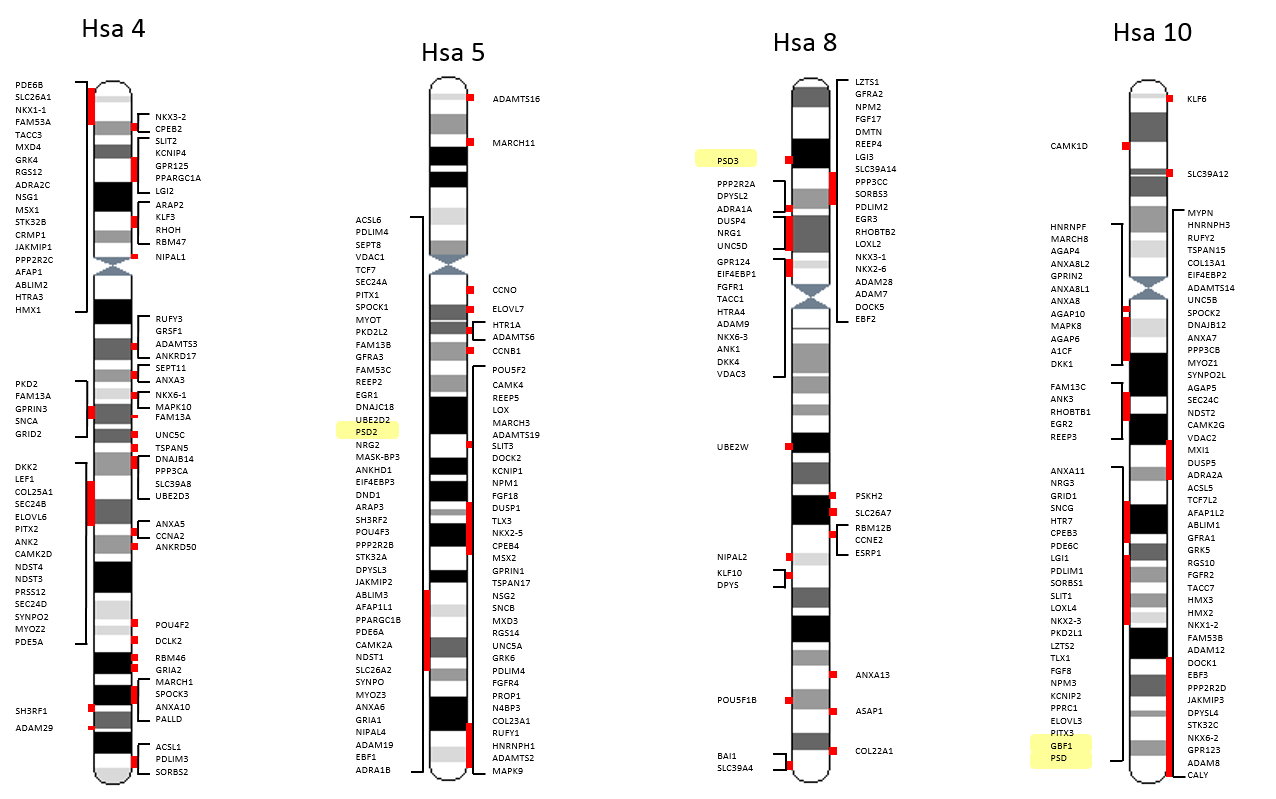 Hsa 4
PDE6B
SLC26A1
NKX1-1
FAM53A
TACC3
MXD4
GRK4
RGS12
ADRA2C
NSG1
MSX1
STK32B
CRMP1
JAKMIP1
PPP2R2C
AFAP1
ABLIM2
HTRA3
HMX1
PKD2
FAM13A
GPRIN3
SNCA
GRID2
DKK2
LEF1
COL25A1
SEC24B
ELOVL6
PITX2
ANK2
CAMK2D
NDST4
NDST3
PRSS12
SEC24D
SYNPO2
MYOZ2
PDE5A
SH3RF1
ADAM29
NKX3-2
CPEB2
SLIT2
KCNIP4
GPR125
PPARGC1A
LGI2
ARAP2
KLF3
RHOH
RBM47
NIPAL1
RUFY3
GRSF1
ADAMTS3
ANKRD17
SEPT11
ANXA3
NKX6-1
MAPK10
FAM13A
UNC5C
TSPAN5
DNAJB14
PPP3CA
SLC39A8
UBE2D3
ANXA5
CCNA2
ANKRD50
POU4F2
DCLK2
RBM46
GRIA2
MARCH1
SPOCK3
ANXA10
PALLD
ACSL1
PDLIM3
SORBS2
Hsa 5
ACSL6
PDLIM4
SEPT8
VDAC1
TCF7
SEC24A
PITX1
SPOCK1
MYOT
PKD2L2
FAM13B
GFRA3
FAM53C
REEP2
EGR1
DNAJC18
UBE2D2
PSD2
NRG2
MASK-BP3
ANKHD1
EIF4EBP3
DND1
ARAP3
SH3RF2
POU4F3
PPP2R2B
STK32A
DPYSL3
JAKMIP2
ABLIM3
AFAP1L1
PPARGC1B
PDE6A
CAMK2A
NDST1
SLC26A2
SYNPO
MYOZ3
ANXA6
GRIA1
NIPAL4
ADAM19
EBF1
ADRA1B
ADAMTS16
MARCH11
CCNO
ELOVL7
HTR1A
ADAMTS6
CCNB1
POU5F2
CAMK4
REEP5
LOX
MARCH3
ADAMTS19
SLIT3
DOCK2
KCNIP1
NPM1
FGF18
DUSP1
TLX3
NKX2-5
CPEB4
MSX2
GPRIN1
TSPAN17
NSG2
SNCB
MXD3
RGS14
UNC5A
GRK6
PDLIM4
FGFR4
PROP1
N4BP3
COL23A1
RUFY1
HNRNPH1
ADAMTS2
MAPK9
Hsa 8
PSD3
PPP2R2A
DPYSL2
ADRA1A
DUSP4
NRG1
UNC5D
GPR124
EIF4EBP1
FGFR1
TACC1
HTRA4
ADAM9
NKX6-3
ANK1
DKK4
VDAC3
UBE2W
NIPAL2
KLF10
DPYS
POU5F1B
BAI1
SLC39A4
LZTS1
GFRA2
NPM2
FGF17
DMTN
REEP4
LGI3
SLC39A14
PPP3CC
SORBS3
PDLIM2
EGR3
RHOBTB2
LOXL2
NKX3-1
NKX2-6
ADAM28
ADAM7
DOCK5
EBF2
PSKH2
SLC26A7
RBM12B
CCNE2
ESRP1
ANXA13
ASAP1
COL22A1
Hsa 10
CAMK1D
HNRNPF
MARCH8
AGAP4
ANXA8L2
GPRIN2
ANXA8L1
ANXA8
AGAP10
MAPK8
AGAP6
A1CF
DKK1
FAM13C
ANK3
RHOBTB1
EGR2
REEP3
ANXA11
NRG3
GRID1
SNCG
HTR7
CPEB3
PDE6C
LGI1
PDLIM1
SORBS1
SLIT1
LOXL4
NKX2-3
PKD2L1
LZTS2
TLX1
FGF8
NPM3
KCNIP2
PPRC1
ELOVL3
PITX3
GBF1
PSD
KLF6
SLC39A12
MYPN
HNRNPH3
RUFY2
TSPAN15
COL13A1
EIF4EBP2
ADAMTS14
UNC5B
SPOCK2
DNAJB12
ANXA7
PPP3CB
MYOZ1
SYNPO2L
AGAP5
SEC24C
NDST2
CAMK2G
VDAC2
MXI1
DUSP5
ADRA2A
ACSL5
TCF7L2
AFAP1L2
ABLIM1
GFRA1
GRK5
RGS10
FGFR2
TACC7
HMX3
HMX2
NKX1-2
FAM53B
ADAM12
DOCK1
EBF3
PPP2R2D
JAKMIP3
DPYSL4
STK32C
NKX6-2
GPR123
ADAM8
CALY